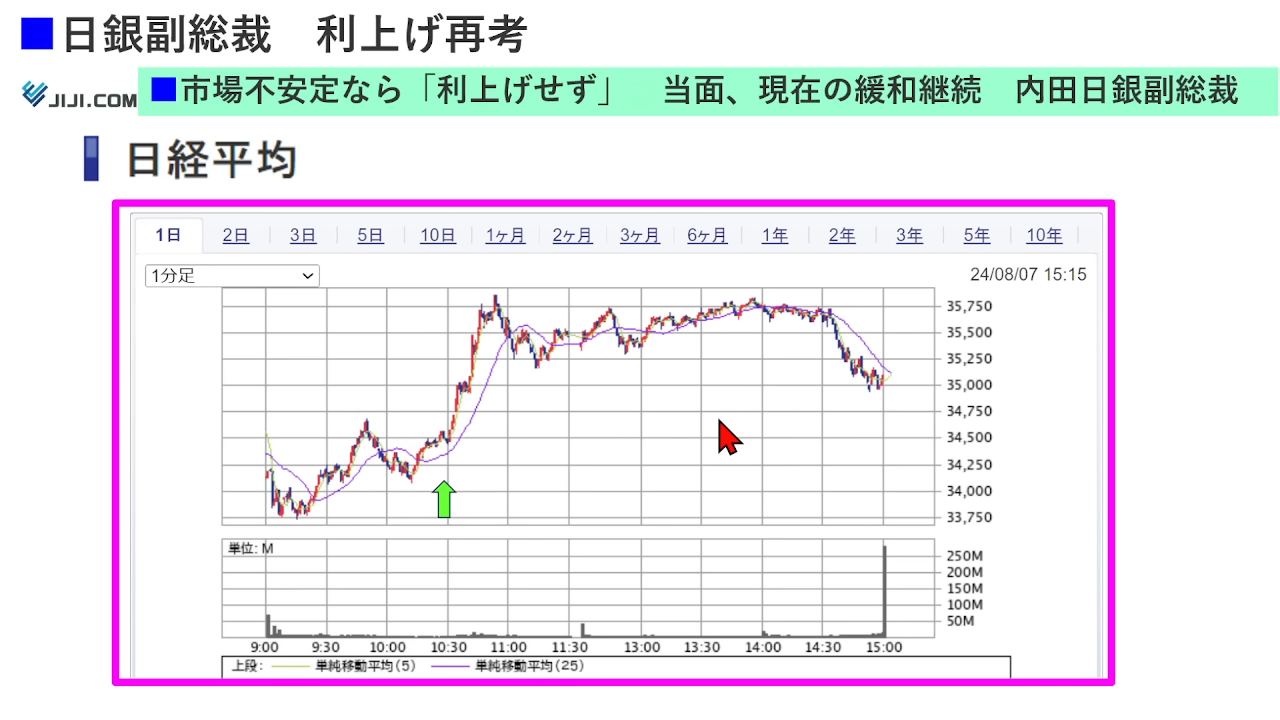 ■日銀副総裁　利上げ再考
JIJI.COM ■市場不安定なら「利上げせず」　当面、現在の緩和継続　内田日銀副総裁
日経平均
1日 2日 3日 5日 10日 1ヶ月 2ヶ月 3ヶ月 6ヶ月 1年 2年 3年 5年 10年
1分足 24/08/07 15:15
35,750
35,500
35,250
35,000
34,750
34,500
34,250
34,000
33,750
単位: M
250M
200M
150M
100M
50M
9:00 9:30 10:00 10:30 11:00 11:30 13:00 13:30 14:00 14:30 15:00
上段: 単純移動平均(5) 単純移動平均(25)